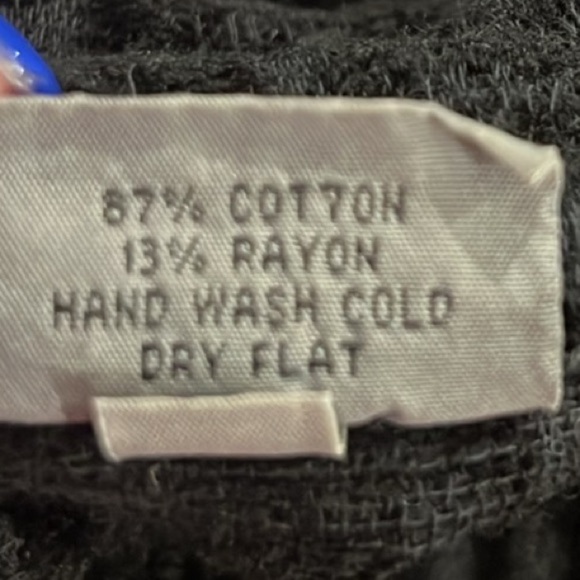 87% COTTON
13% RAYON
HAND WASH COLD
DRY FLAT